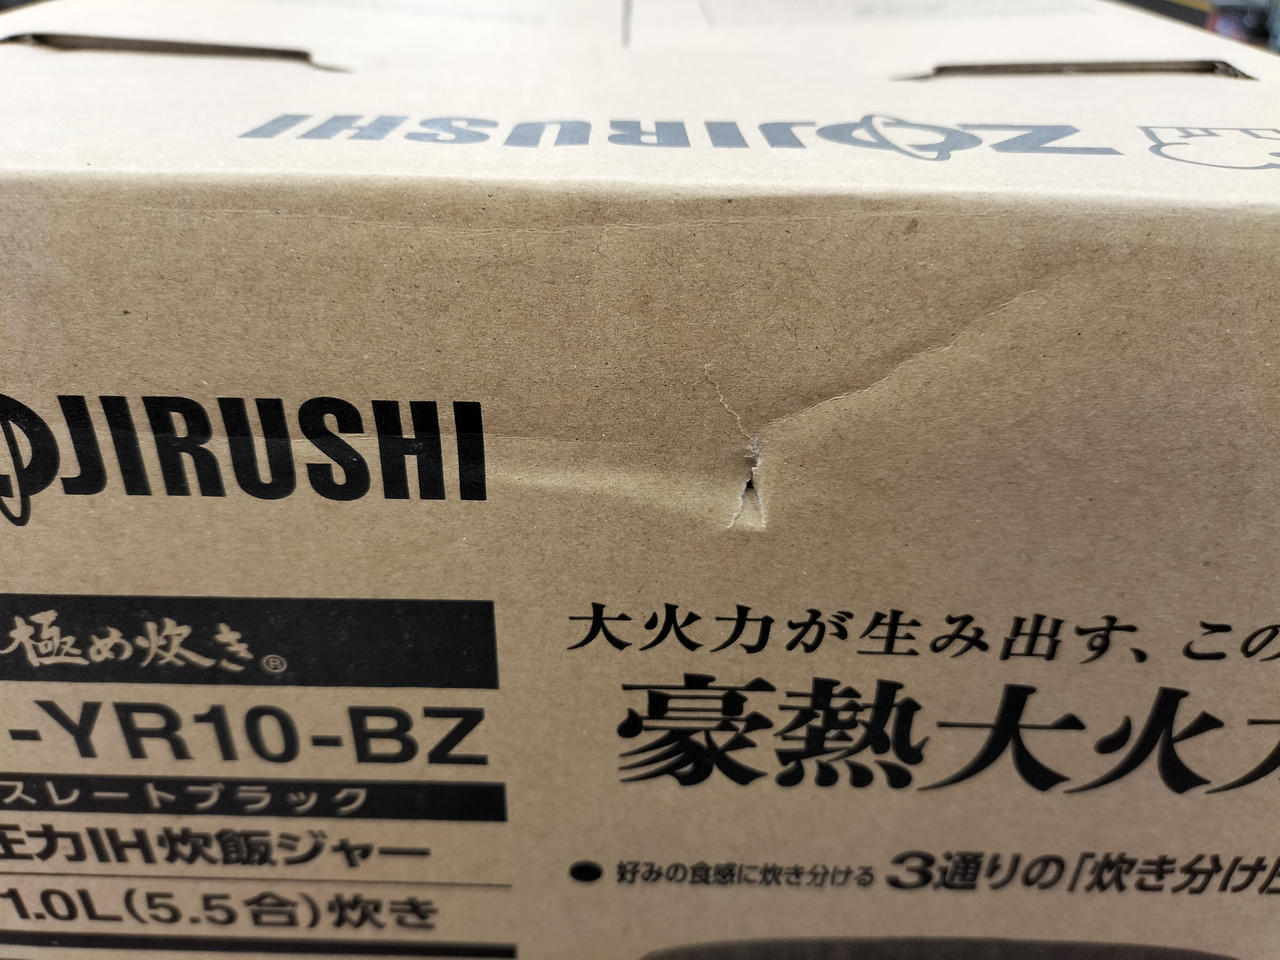 ZOJIRUSHI
ZOJIRUSHI
極め炊き®
-YR10-BZ
スレートブラック
圧力IH炊飯ジャー
1.0L(5.5合)炊き
大火力が生み出す、この
豪熱大火力
●好みの食感に炊き分ける 3通りの「炊き分け圧